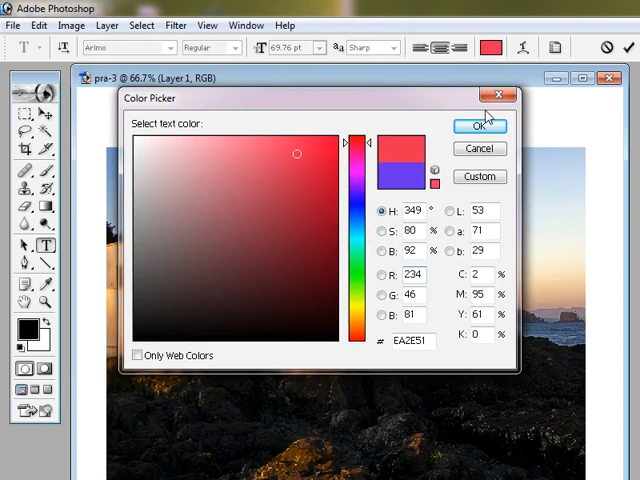 Adobe Photoshop
File Edit Image Layer Select Filter View Window Help
T T Arimo Regular T 69.76 pt aa Sharp
pra-3 @ 66.7% (Layer 1, RGB)
Color Picker
Select text color:
OK
Cancel
Custom
H: 349 ° L: 53
S: 80 % a: 71
B: 92 % b: 29
R: 234 C: 2 %
G: 46 M: 95 %
B: 81 Y: 61 %
# EA2E51 K: 0 %
Only Web Colors
T